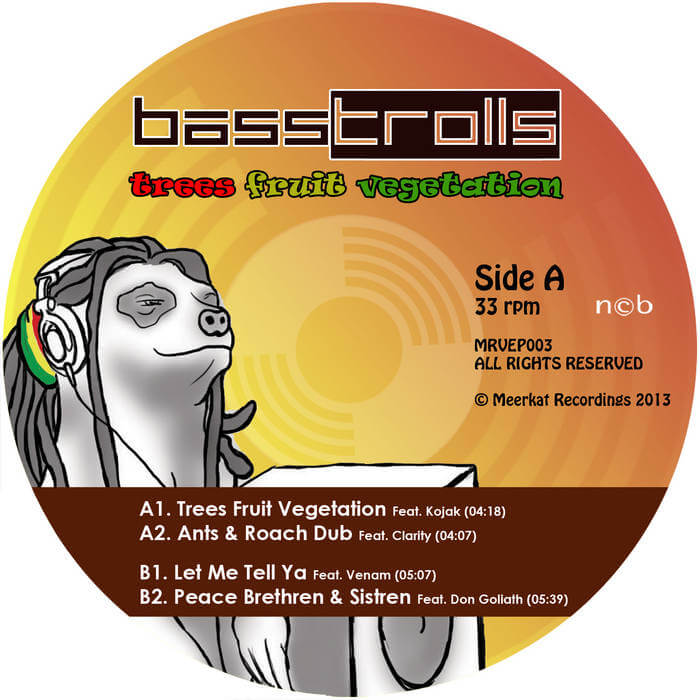 basstrolls
trees fruit vegetation
Side A
33 rpm
n©b
MRVEP003
ALL RIGHTS RESERVED
© Meerkat Recordings 2013
A1. Trees Fruit Vegetation Feat. Kojak (04:18)
A2. Ants & Roach Dub Feat. Clarity (04:07)
B1. Let Me Tell Ya Feat. Venam (05:07)
B2. Peace Brethren & Sistren Feat. Don Goliath (05:39)